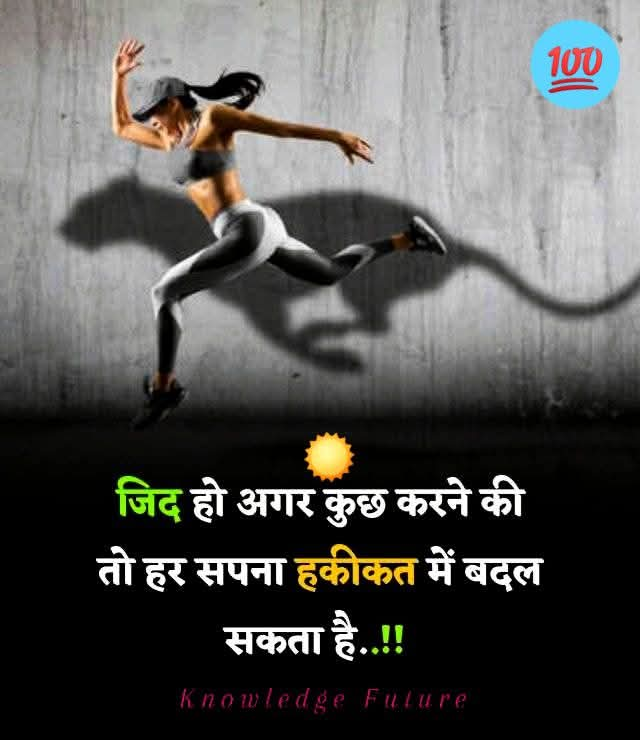 100
जिद हो अगर कुछ करने की
तो हर सपना हकीकत में बदल
सकता है..!!
Knowledge Future